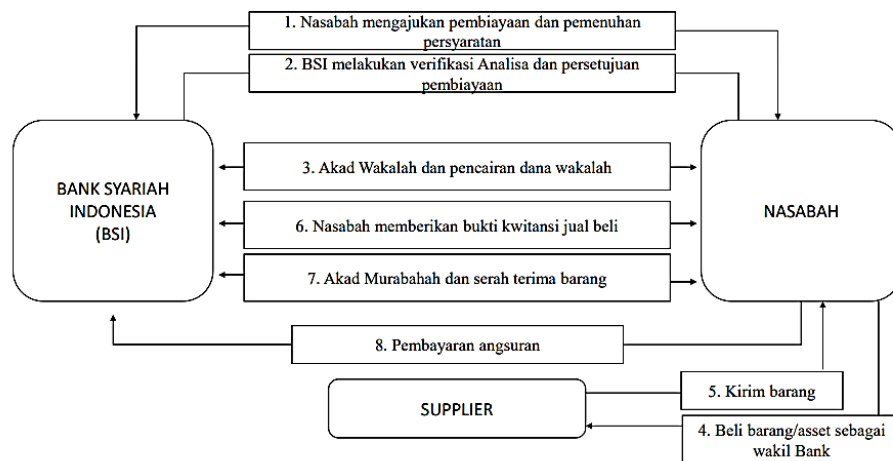 1. Nasabah mengajukan pembiayaan dan pemenuhan
persyaratan
2. BSI melakukan verifikasi Analisa dan persetujuan
pembiayaan
BANK SYARIAH
INDONESIA
(BSI)
3. Akad Wakalah dan pencairan dana wakalah
6. Nasabah memberikan bukti kwitansi jual beli
7. Akad Murabahah dan serah terima barang
NASABAH
8. Pembayaran angsuran
SUPPLIER
5. Kirim barang
4. Beli barang/asset sebagai
wakil Bank